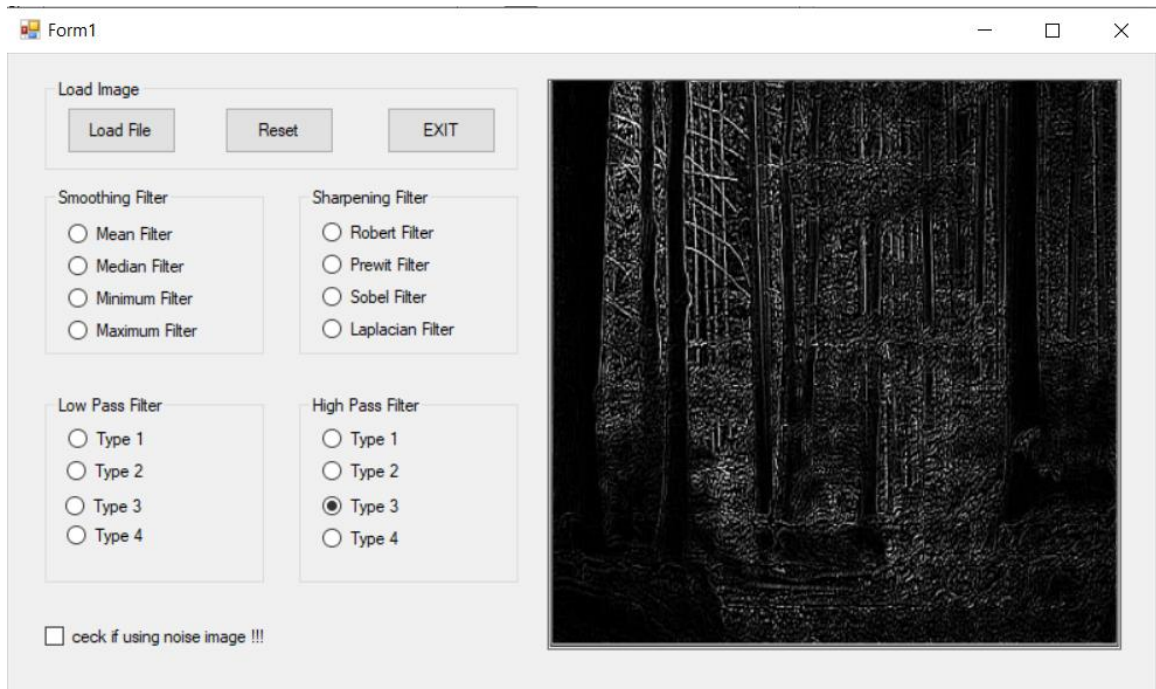 Form1
Load Image
Load File
Reset
EXIT
Smoothing Filter
Mean Filter
Median Filter
Minimum Filter
Maximum Filter
Sharpening Filter
Robert Filter
Prewit Filter
Sobel Filter
Laplacian Filter
Low Pass Filter
Type 1
Type 2
Type 3
Type 4
High Pass Filter
Type 1
Type 2
Type 3
Type 4
ceck if using noise image !!!